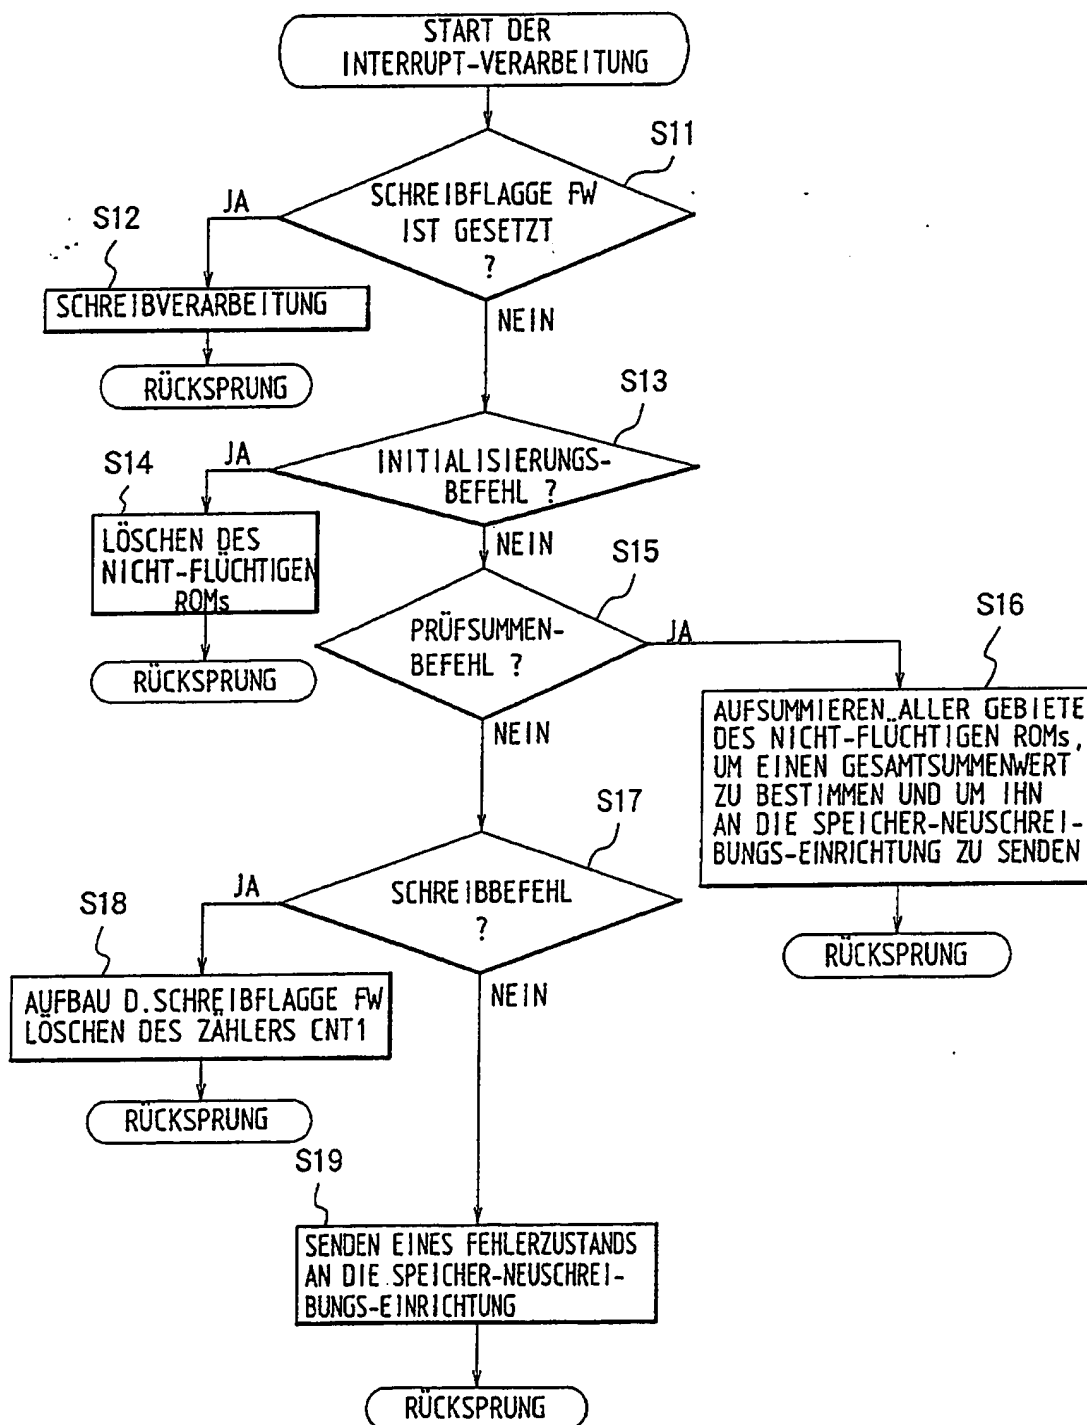 START DER
INTERRUPT-VERARBEITUNG
S11
SCHREIBFLAGGE FW
IST GESETZT
?
JA
S12
SCHREIBVERARBEITUNG
NEIN
RÜCKSPRUNG
S13
INITIALISIERUNGS-
BEFEHL ?
JA
S14
LÖSCHEN DES
NICHT-FLÜCHTIGEN
ROMs
NEIN
RÜCKSPRUNG
S15
PRÜFSUMMEN-
BEFEHL ?
JA
S16
AUFSUMMIEREN ALLER GEBIETE
DES NICHT-FLÜCHTIGEN ROMs,
UM EINEN GESAMTSUMMENWERT
ZU BESTIMMEN UND UM IHN
AN DIE SPEICHER-NEUSCHREI-
BUNGS-EINRICHTUNG ZU SENDEN
RÜCKSPRUNG
NEIN
S17
SCHREIBBEFEHL
?
JA
S18
AUFBAU D.SCHREIBFLAGGE FW
LÖSCHEN DES ZÄHLERS CNT1
RÜCKSPRUNG
NEIN
S19
SENDEN EINES FEHLERZUSTANDS
AN DIE SPEICHER-NEUSCHREI-
BUNGS-EINRICHTUNG
RÜCKSPRUNG